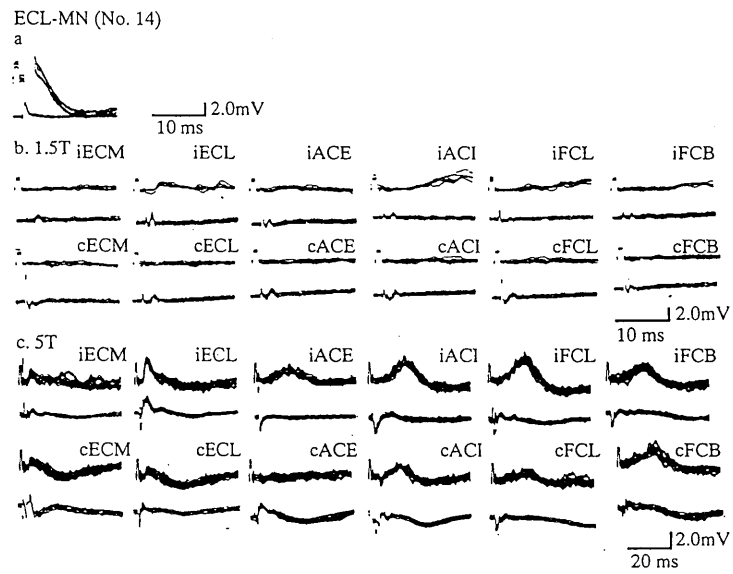 ECL-MN (No. 14)
a
2.0mV
10 ms
b. 1.5T iECM iECL iACE iACI iFCL iFCB
cECM cECL cACE cACI cFCL cFCB
2.0mV
10 ms
c. 5T
iECM iECL iACE iACI iFCL iFCB
cECM cECL cACE cACI cFCL cFCB
2.0mV
20 ms